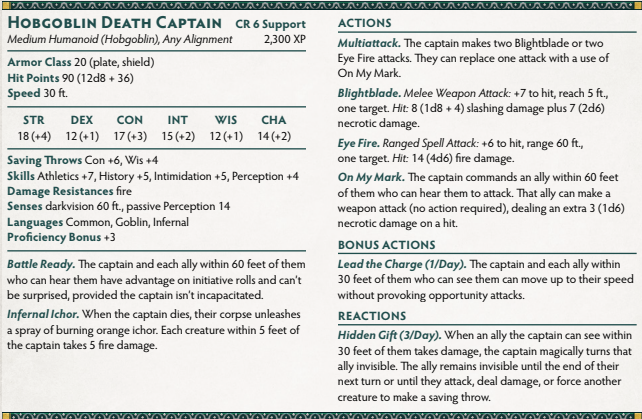 HOBGOBLIN DEATH CAPTAIN CR 6 Support
Medium Humanoid (Hobgoblin), Any Alignment 2,300 XP
Armor Class 20 (plate, shield)
Hit Points 90 (12d8 + 36)
Speed 30 ft.
STR DEX CON INT WIS CHA
18 (+4) 12 (+1) 17 (+3) 15 (+2) 12 (+1) 14 (+2)
Saving Throws Con +6, Wis +4
Skills Athletics +7, History +5, Intimidation +5, Perception +4
Damage Resistances fire
Senses darkvision 60 ft., passive Perception 14
Languages Common, Goblin, Infernal
Proficiency Bonus +3
Battle Ready. The captain and each ally within 60 feet of them
who can hear them have advantage on initiative rolls and can't
be surprised, provided the captain isn't incapacitated.
Infernal Ichor. When the captain dies, their corpse unleashes
a spray of burning orange ichor. Each creature within 5 feet of
the captain takes 5 fire damage.
ACTIONS
Multiattack. The captain makes two Blightblade or two
Eye Fire attacks. They can replace one attack with a use of
On My Mark.
Blightblade. Melee Weapon Attack: +7 to hit, reach 5 ft.,
one target. Hit: 8 (1d8 + 4) slashing damage plus 7 (2d6)
necrotic damage.
Eye Fire. Ranged Spell Attack: +6 to hit, range 60 ft.,
one target. Hit: 14 (4d6) fire damage.
On My Mark. The captain commands an ally within 60 feet
of them who can hear them to attack. That ally can make a
weapon attack (no action required), dealing an extra 3 (1d6)
necrotic damage on a hit.
BONUS ACTIONS
Lead the Charge (1/Day). The captain and each ally within
30 feet of them who can see them can move up to their speed
without provoking opportunity attacks.
REACTIONS
Hidden Gift (3/Day). When an ally the captain can see within
30 feet of them takes damage, the captain magically turns that
ally invisible. The ally remains invisible until the end of their
next turn or until they attack, deal damage, or force another
creature to make a saving throw.